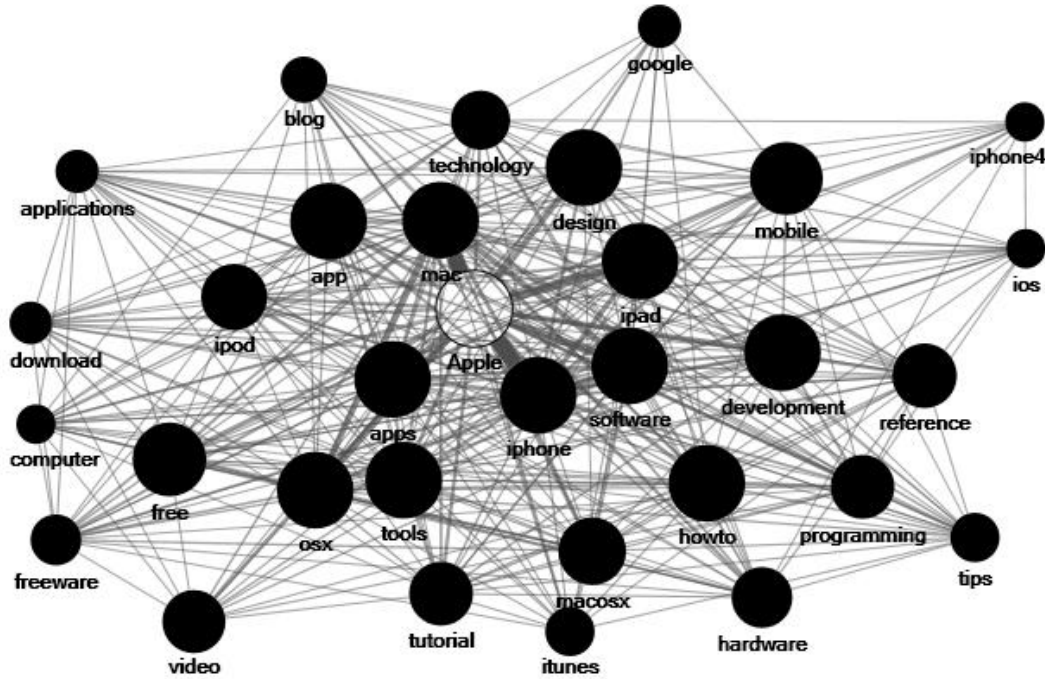 google
blog
iphone4
technology
applications
design
mobile
app
mac
ios
ipad
ipod
download
Apple
development
software
reference
apps
iphone
computer
free
tools
howto
programming
osx
tips
freeware
macosx
tutorial
hardware
itunes
video